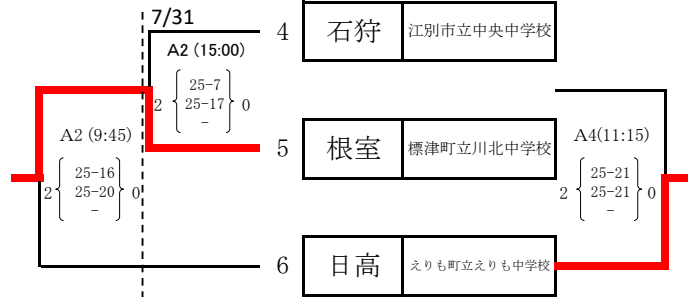 7/31
4 石狩 江別市立中央中学校
A2 (15:00)
25-7
2 25-17 0
-
A2 (9:45)
A4(11:15)
5 根室 標津町立川北中学校
25-16
2 25-20 0
-
25-21
2 25-21 0
-
6 日高 えりも町立えりも中学校